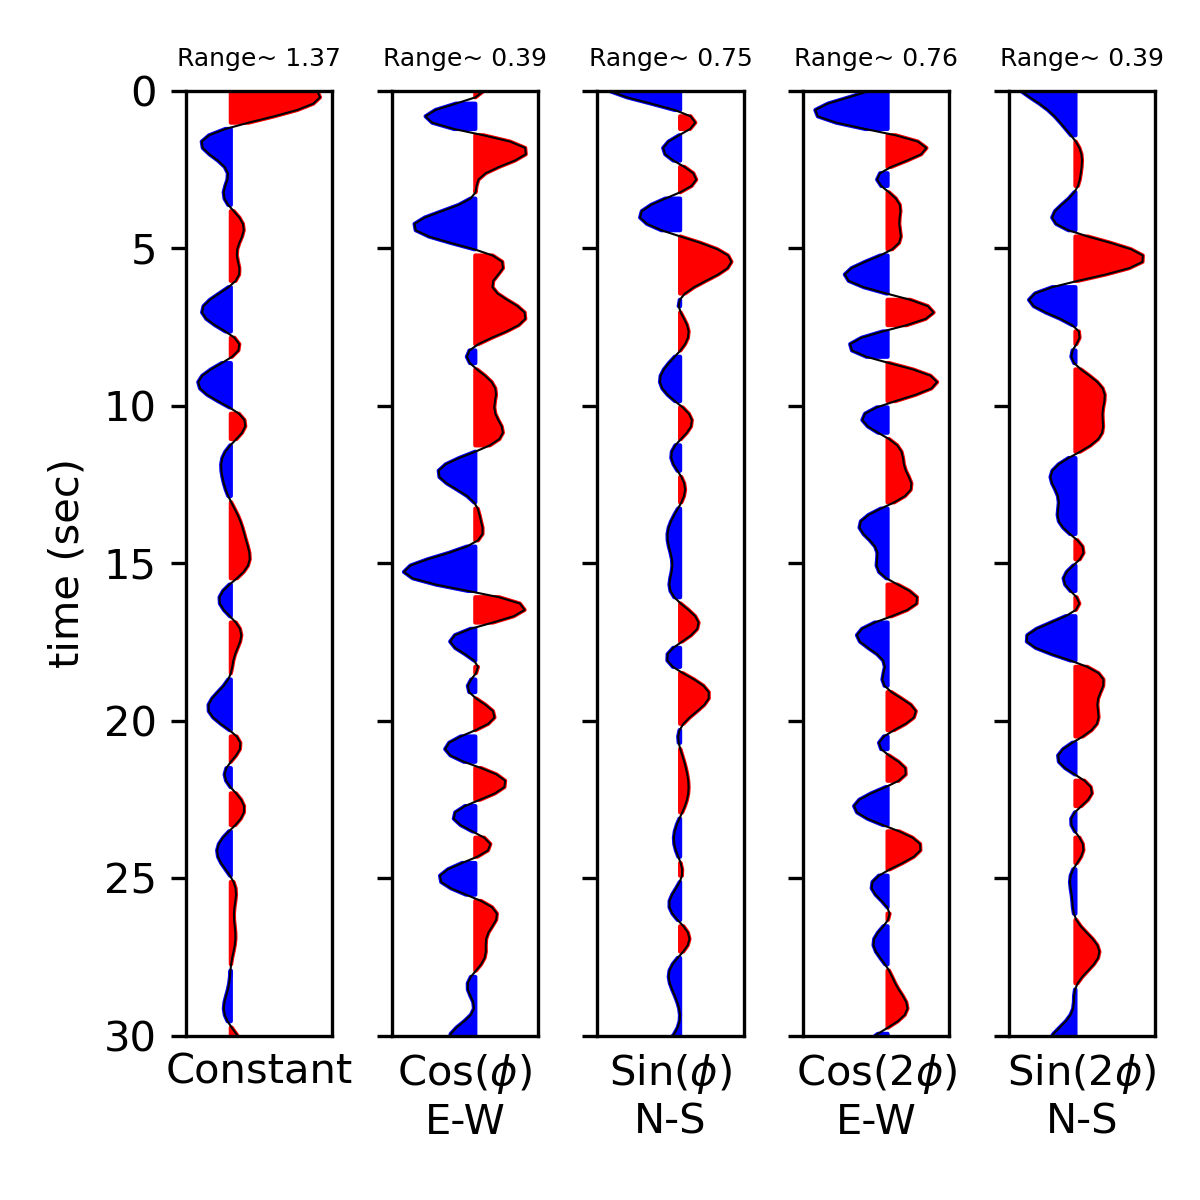 Range~ 1.37 Range~ 0.39 Range~ 0.75 Range~ 0.76 Range~ 0.39
0
5
10
15
20
25
30
time (sec)
Constant Cos(ϕ) Sin(ϕ) Cos(2ϕ) Sin(2ϕ)
E-W N-S E-W N-S